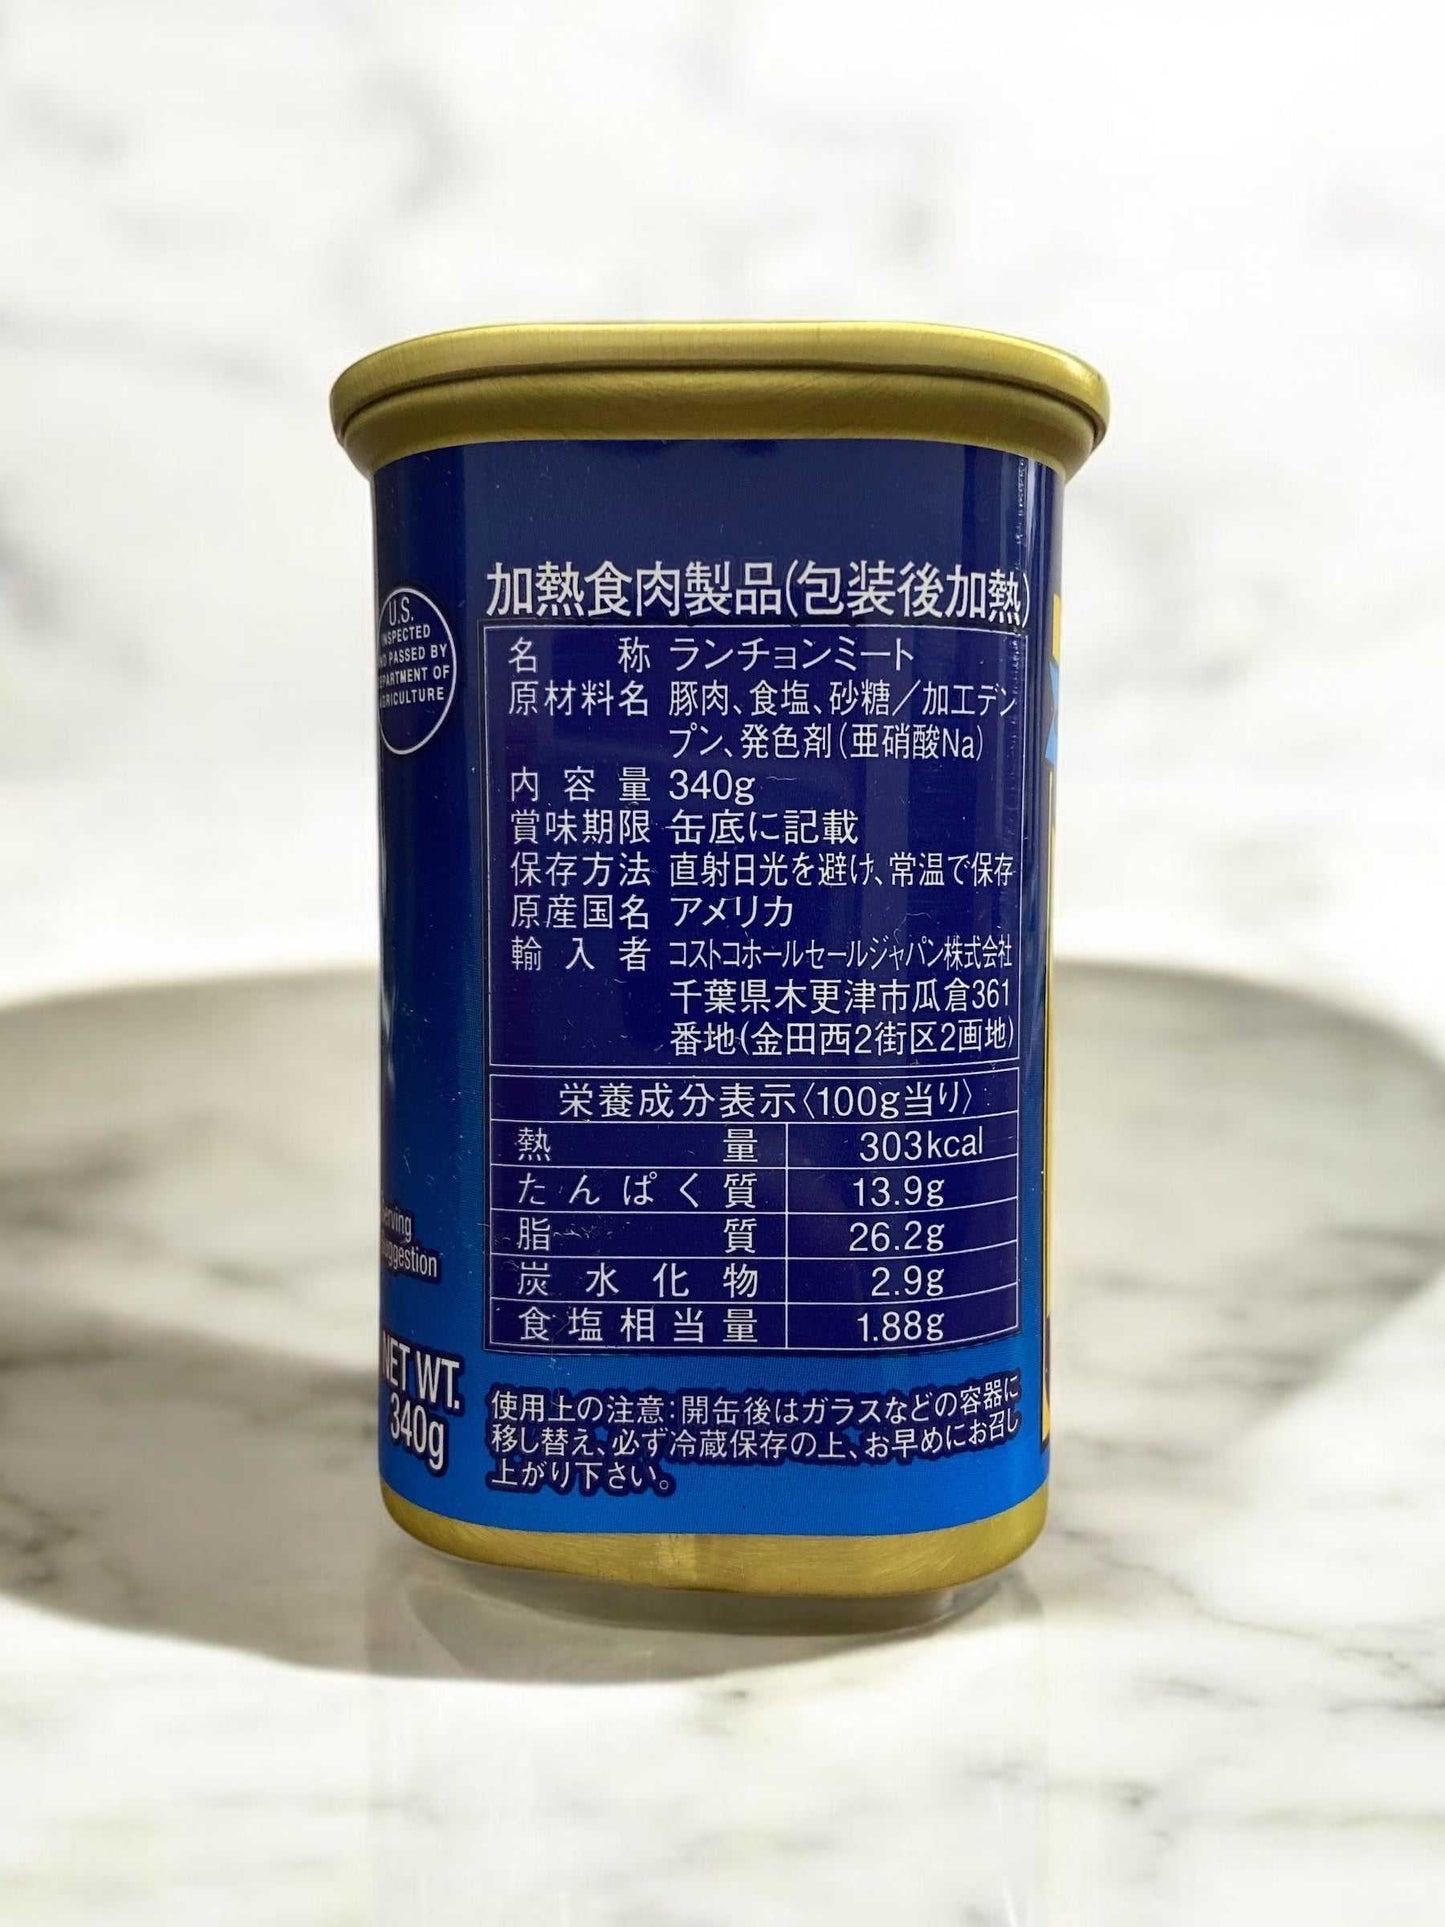 加熱食肉製品(包装後加熱)
名称 ランチョンミート
原材料名 豚肉、食塩、砂糖／加工デン
プン、発色剤(亜硝酸Na)
内容量 340g
賞味期限 缶底に記載
保存方法 直射日光を避け、常温で保存
原産国名 アメリカ
輸入者 コストコホールセールジャパン株式会社
千葉県木更津市瓜倉361
番地(金田西2街区2画地)
栄養成分表示〈100g当り〉
熱量 303kcal
たんぱく質 13.9g
脂質 26.2g
炭水化物 2.9g
食塩相当量 1.88g
使用上の注意:開缶後はガラスなどの容器に
移し替え、必ず冷蔵保存の上、お早めにお召し
上がり下さい。
U.S.
INSPECTED
AND PASSED BY
DEPARTMENT OF
AGRICULTURE
Serving
Suggestion
NET WT.
340g